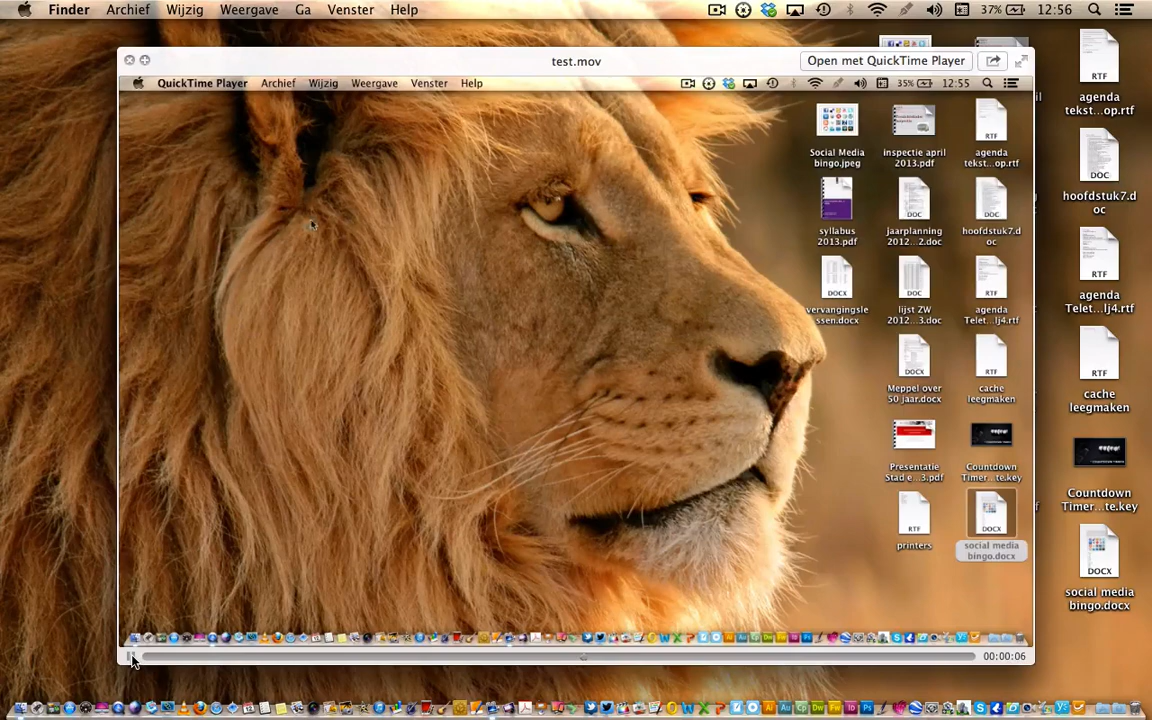 Finder Archief Wijzig Weergave Ga Venster Help 37% 12:56
test.mov
Open met QuickTime Player
QuickTime Player Archief Wijzig Weergave Venster Help 35% 12:55
Social Media
bingo.jpeg
inspectie april
2013.pdf
RTF
agenda
tekst...op.rtf
syllabus
2013.pdf
DOC
jaarplanning
2012...2.doc
DOC
hoofdstuk7.d
oc
DOCX
vervangingsle
ssen.docx
DOC
lijst ZW
2012...3.doc
RTF
agenda
Telet...lj4.rtf
DOCX
Meppel over
50 jaar.docx
RTF
cache
leegmaken
Presentatie
Stad e...3.pdf
Countdown
Timer...te.key
RTF
printers
DOCX
social media
bingo.docx
00:00:06
RTF
agenda
tekst...op.rtf
DOC
hoofdstuk7.d
oc
RTF
agenda
Telet...lj4.rtf
RTF
cache
leegmaken
Countdown
Timer...te.key
DOCX
social media
bingo.docx